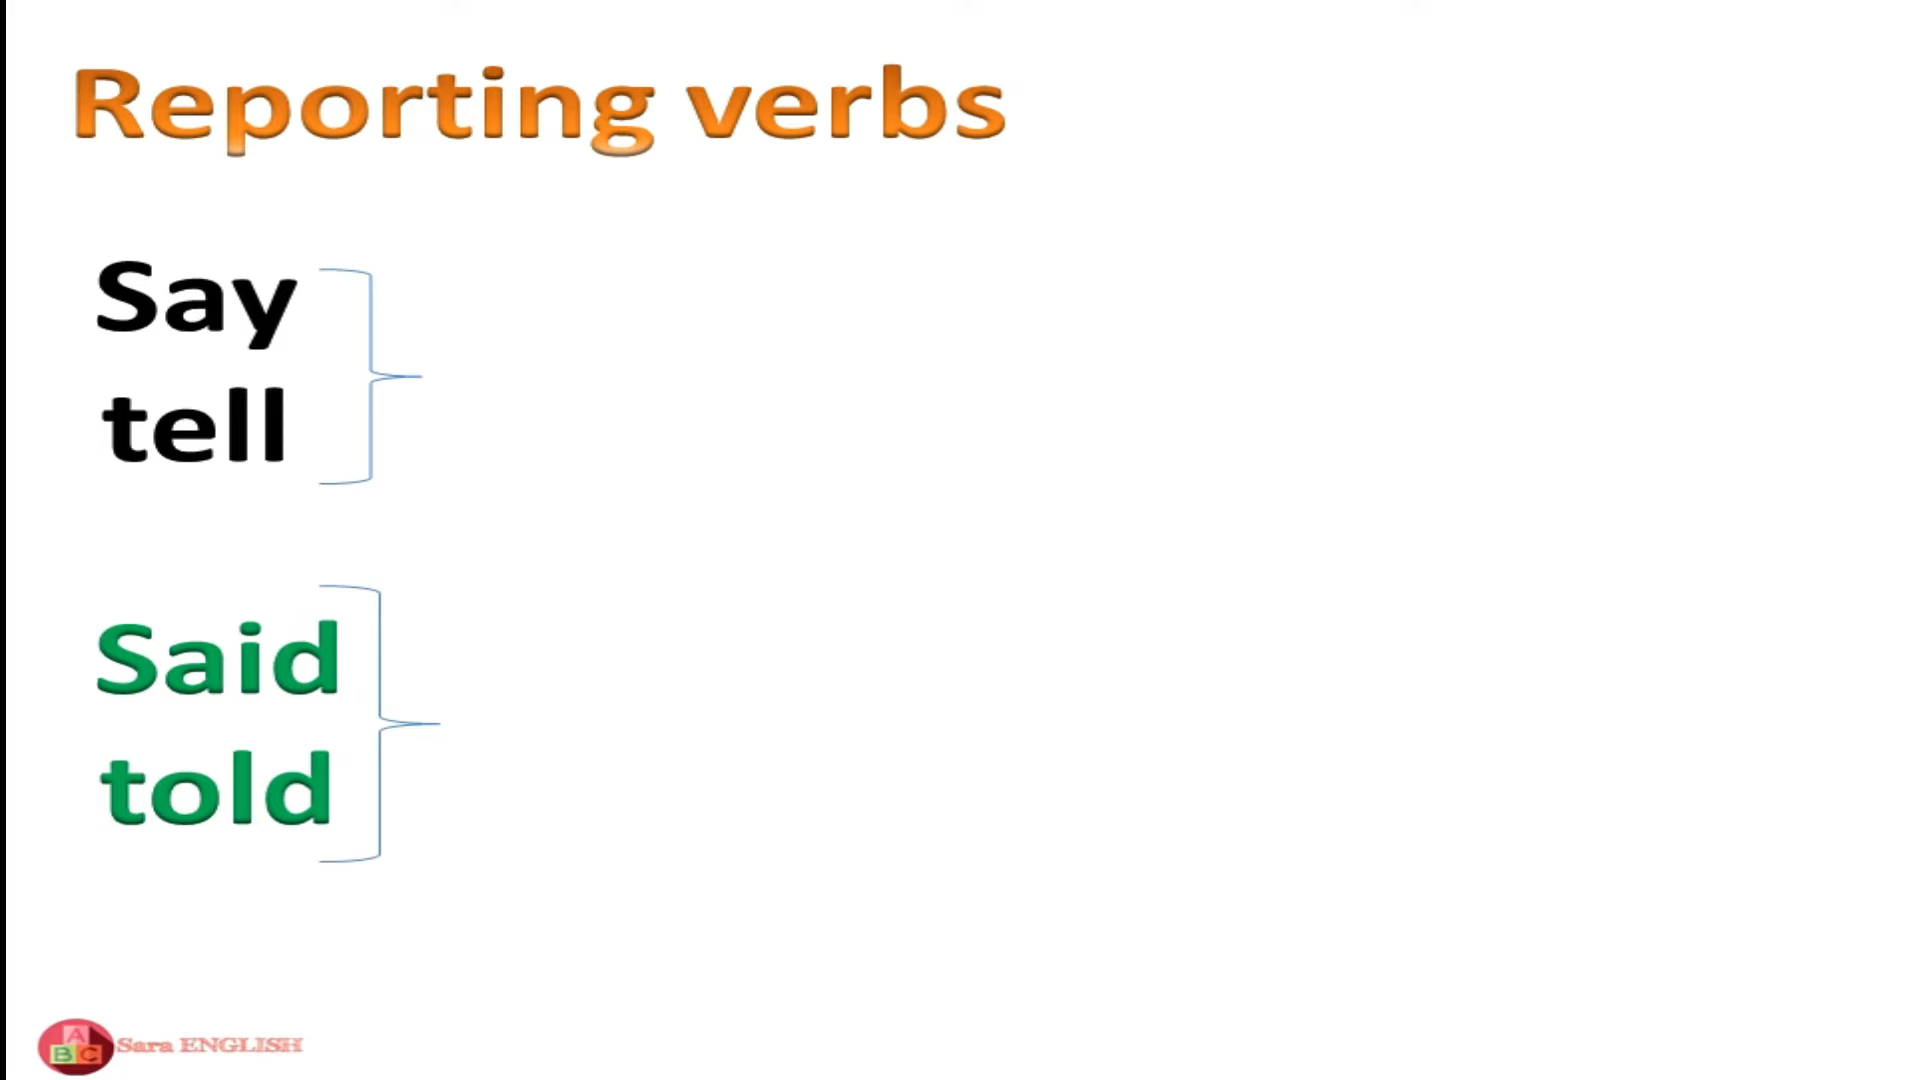 Reporting verbs
Say
tell
Said
told
A
B C
Sara ENGLISH